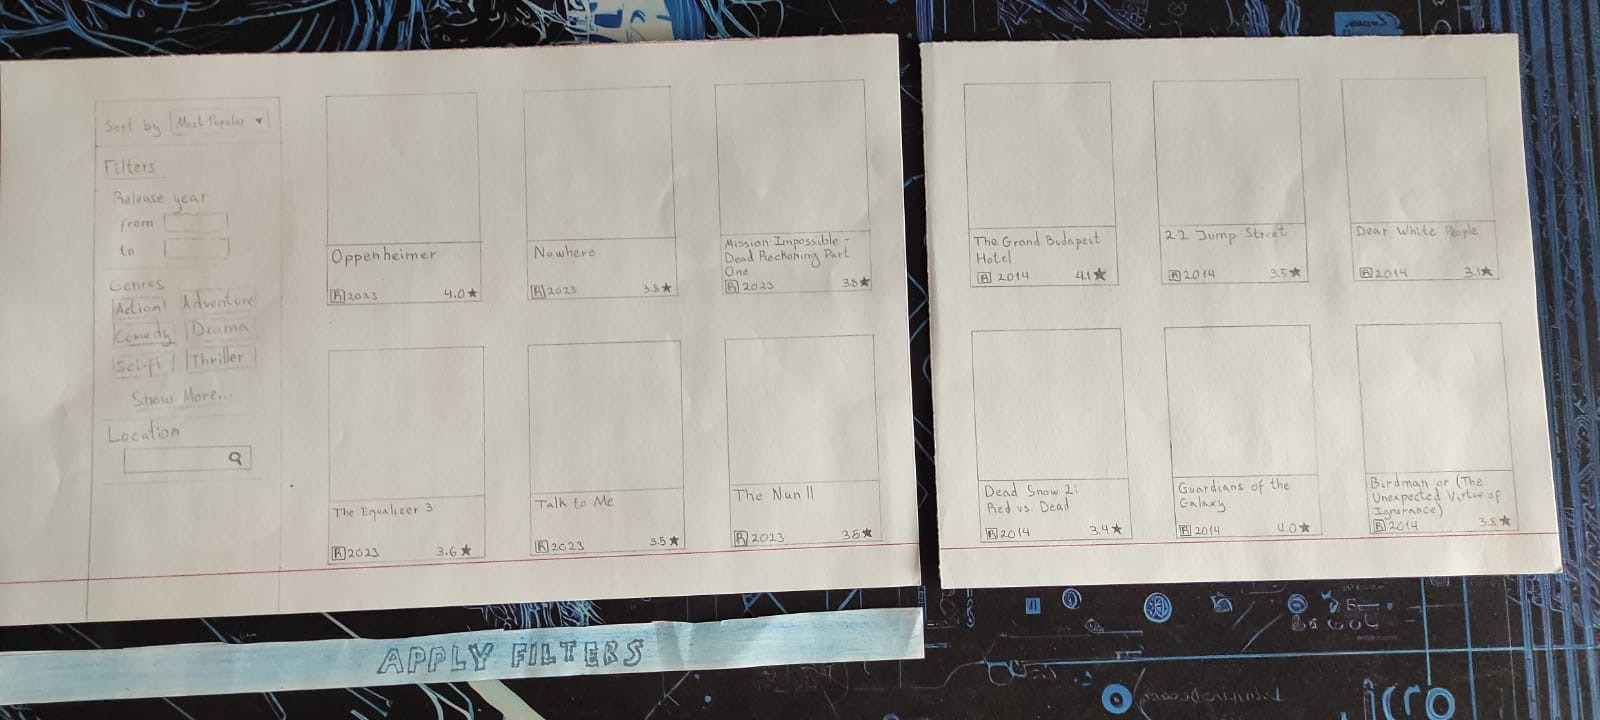 Sort by Most Popular ▾
Filters
Release year
from
to
Genres
Action Adventure
Comedy Drama
Sci-fi Thriller
Show More...
Location
Oppenheimer
R 2023 4.0★
Nowhere
R 2023 3.8★
Mission Impossible -
Dead Reckoning Part
One
R 2023 3.8★
The Equalizer 3
R 2023 3.6★
Talk to Me
R 2023 3.5★
The Nun II
R 2023 3.5★
The Grand Budapest
Hotel
R 2014 4.1★
22 Jump Street
R 2014 3.5★
Dear White People
R 2014 3.1★
Dead Snow 2:
Red vs. Dead
R 2014 3.4★
Guardians of the
Galaxy
R 2014 4.0★
Birdman or (The
Unexpected Virtue of
Ignorance)
R 2014 3.8★
APPLY FILTERS
icro